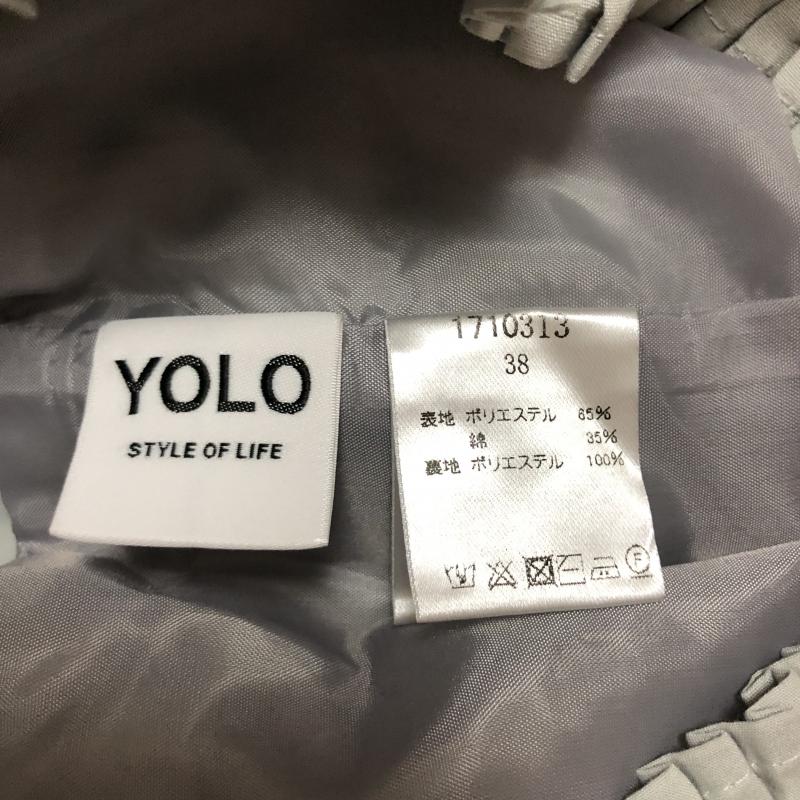 YOLO
STYLE OF LIFE
1710313
38
表地 ポリエステル 65%
綿 35%
裏地 ポリエステル 100%
F